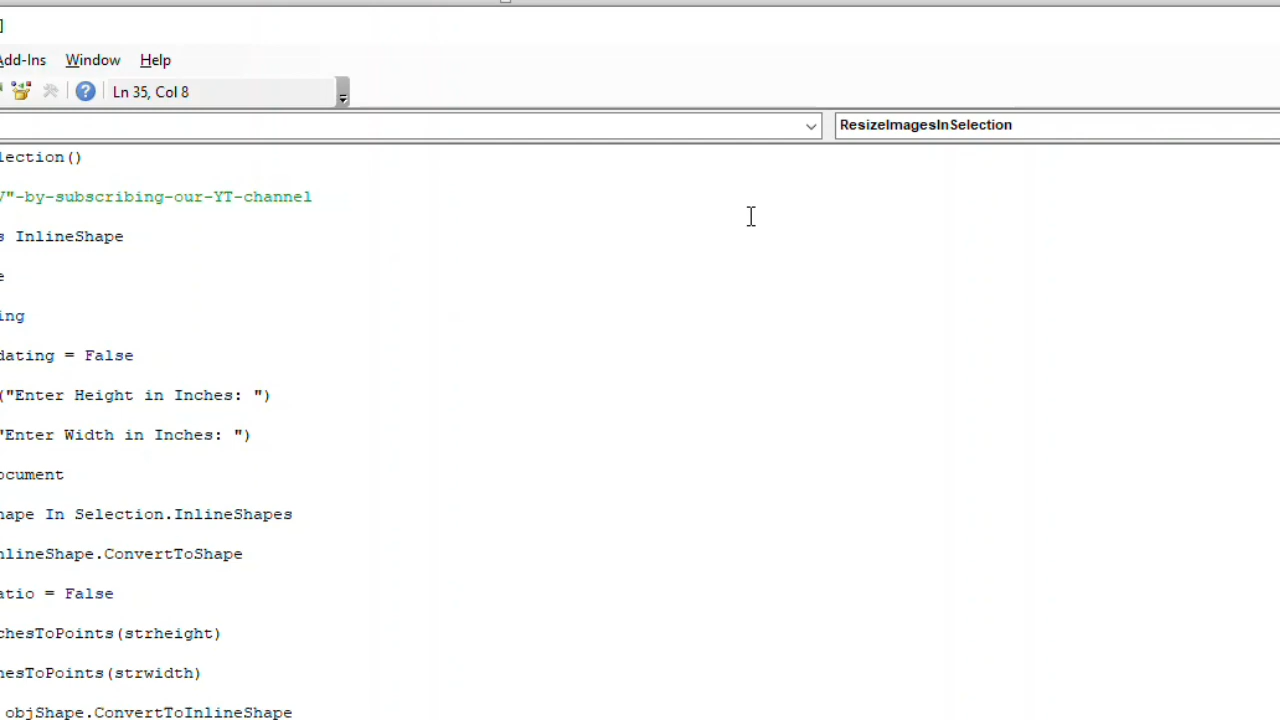 ]
Add-Ins Window Help
Ln 35, Col 8
ResizeImagesInSelection
lection()
"-by-subscribing-our-YT-channel
s InlineShape
e
ing
dating = False
("Enter Height in Inches: ")
"Enter Width in Inches: ")
ocument
hape In Selection.InlineShapes
nlineShape.ConvertToShape
atio = False
chesToPoints(strheight)
hesToPoints(strwidth)
objShape.ConvertToInlineShape